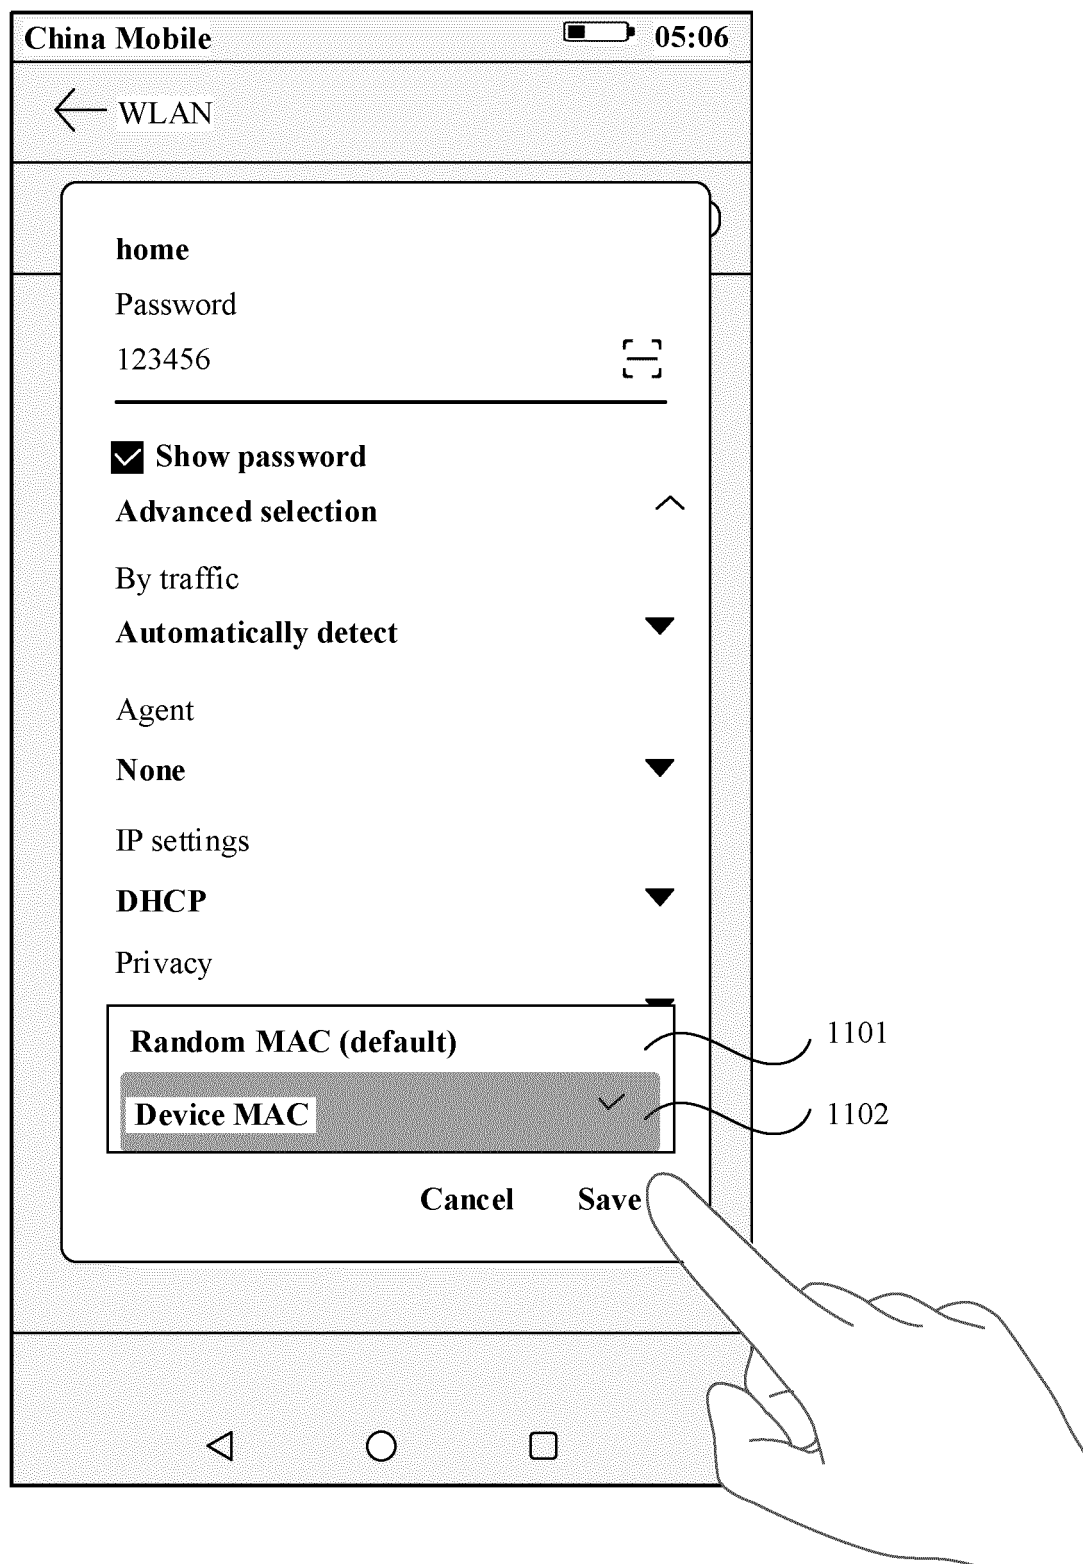 China Mobile 05:06
WLAN
home
Password
123456
Show password
Advanced selection
By traffic
Automatically detect
Agent
None
IP settings
DHCP
Privacy
Random MAC (default) 1101
Device MAC 1102
Cancel Save